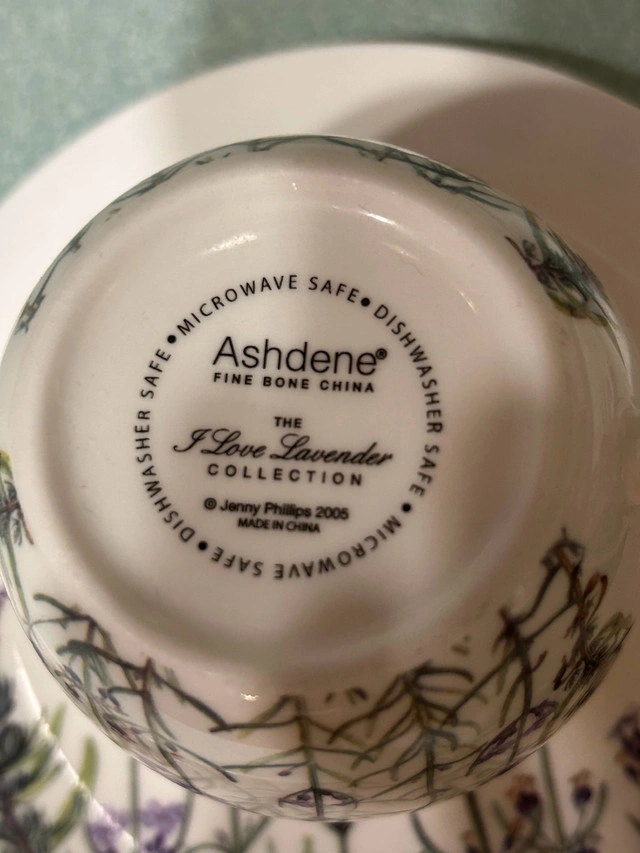 MICROWAVE SAFE • DISHWASHER SAFE • MICROWAVE SAFE • DISHWASHER SAFE •
Ashdene®
FINE BONE CHINA
THE
I Love Lavender
COLLECTION
© Jenny Phillips 2005
MADE IN CHINA